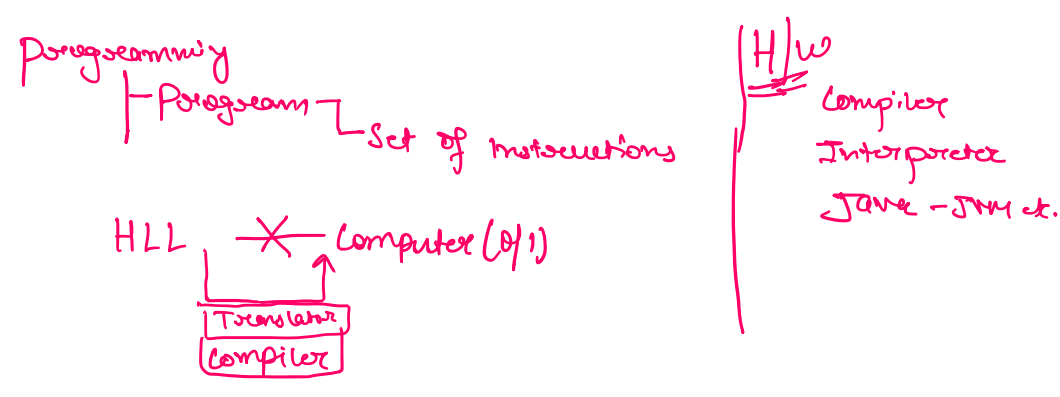 Programming
Program
Set of Instructions
HLL Computer (0/1)
Translator
Compiler
H/W
Compiler
Interpreter
Java - JVM etc.